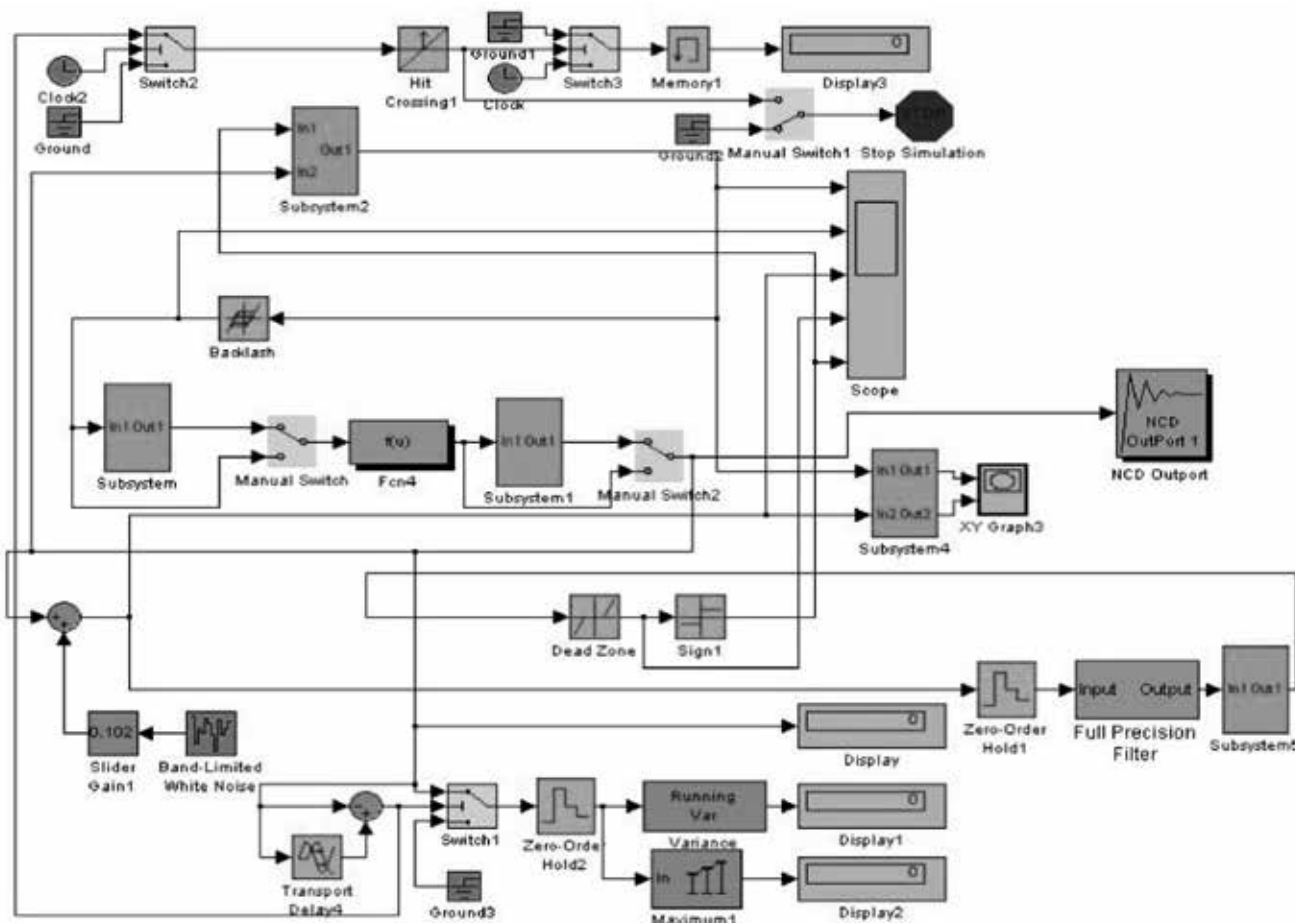 Switch2
Clock2
Ground
Hit
Crossing1
Ground1
Clock
Switch3
Memory1
0
Display3
Ground2
Manual Switch1
STOP
Stop Simulation
In1
Out1
In2
Subsystem2
Scope
Backlash
In1 Out1
Subsystem
Manual Switch
f(u)
Fcn4
In1 Out1
Subsystem1
Manual Switch2
NCD
OutPort 1
NCD Outport
In1 Out1
In2 Out2
Subsystem4
XY Graph3
Dead Zone
Sign1
0.102
Slider
Gain1
Band-Limited
White Noise
Zero-Order
Hold1
Input Output
Full Precision
Filter
In1 Out1
Subsystem5
0
Display
Transport
Delay4
Switch1
Ground3
Zero-Orde
Hold2
Running
Var
Variance
0
Display1
In
Maximum1
0
Display2